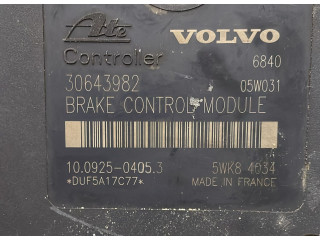 Ate VOLVO
Controller 6840
30643982 05W031
BRAKE CONTROL MODULE
10.0925-0405.3 5WK8 4034
*DUF5A17C77* MADE IN FRANCE